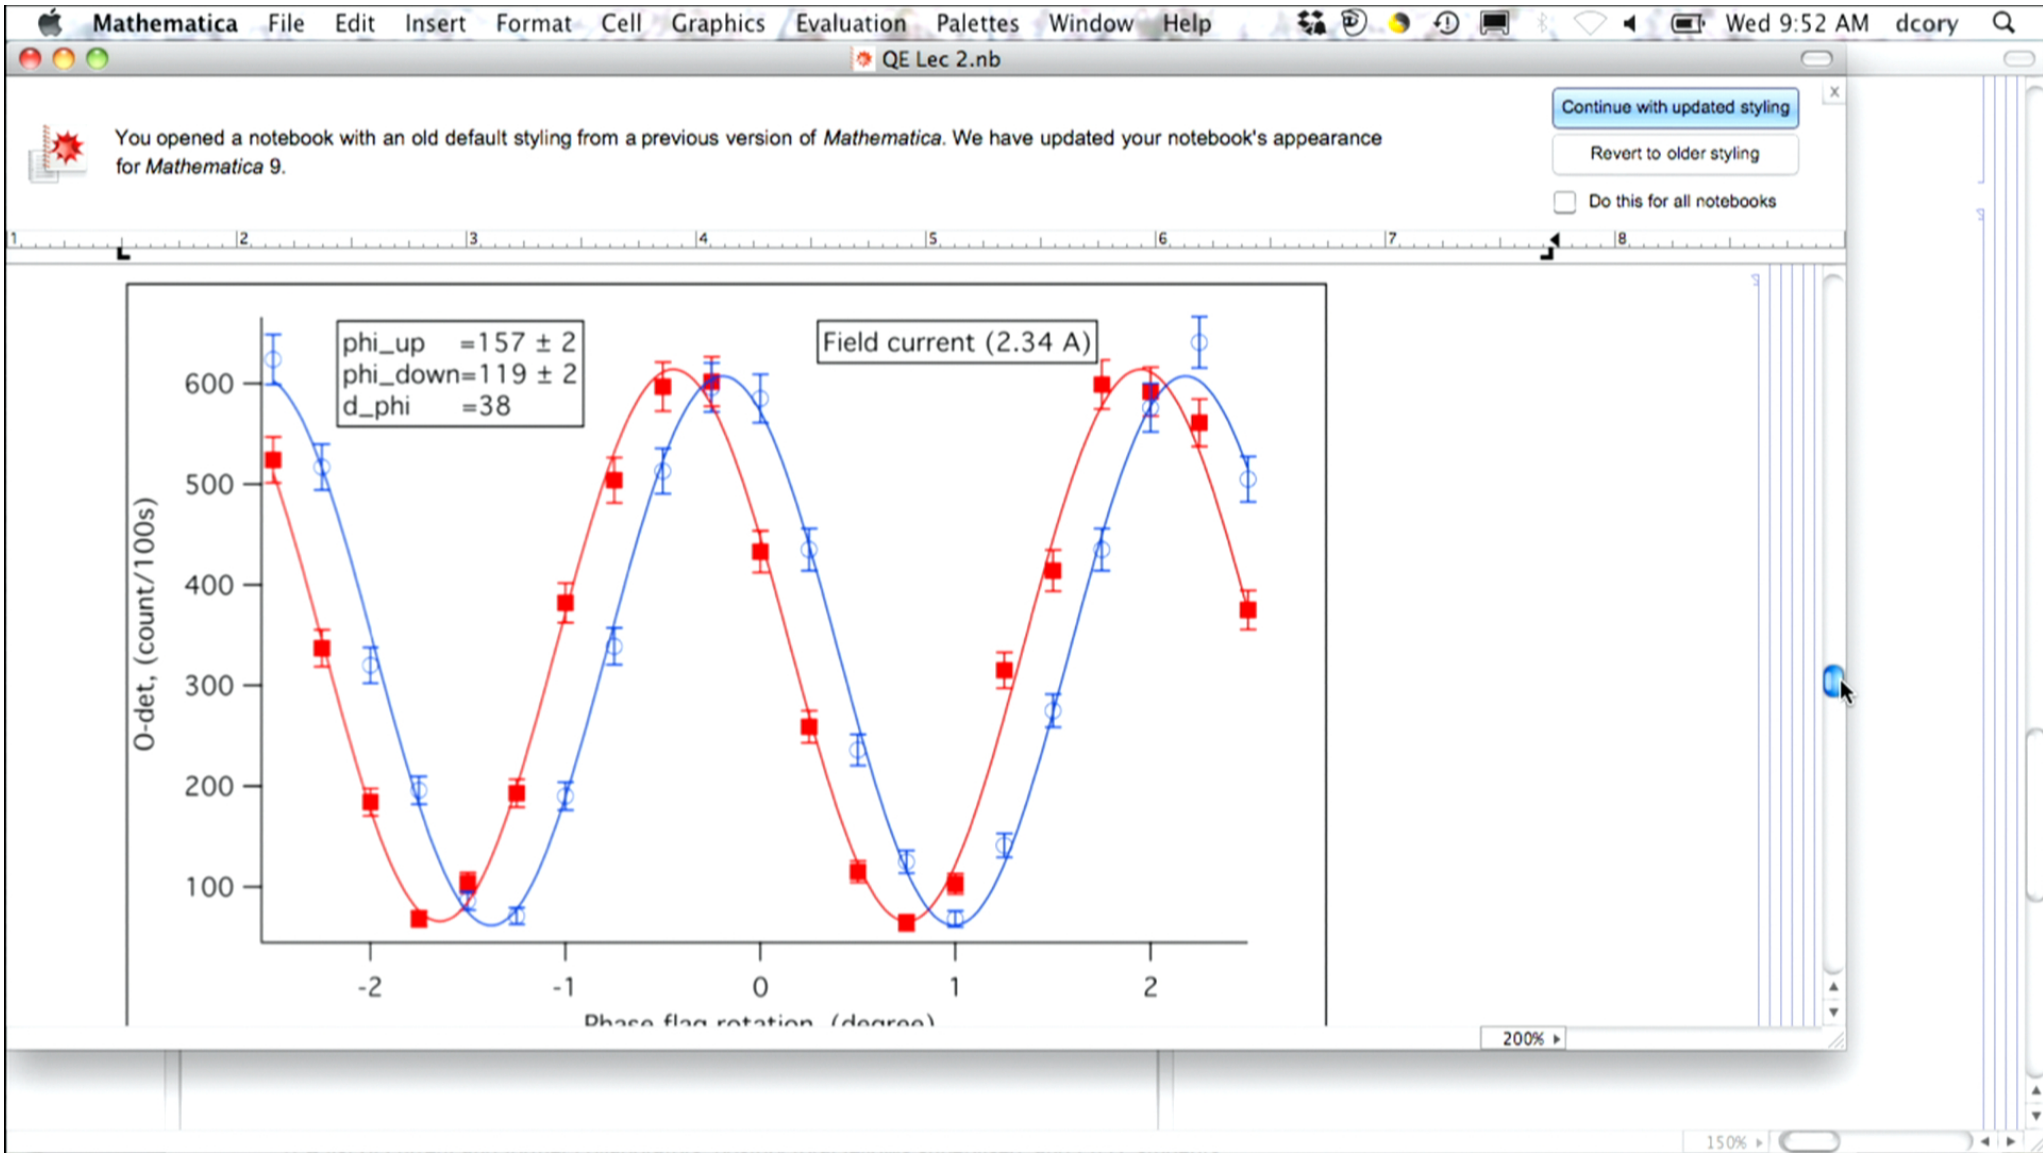 Mathematica File Edit Insert Format Cell Graphics Evaluation Palettes Window Help Wed 9:52 AM dcory
QE Lec 2.nb
You opened a notebook with an old default styling from a previous version of Mathematica. We have updated your notebook's appearance
for Mathematica 9.
Continue with updated styling
Revert to older styling
Do this for all notebooks
1 2 3 4 5 6 7 8
phi_up =157 ± 2
phi_down=119 ± 2
d_phi =38
Field current (2.34 A)
O-det, (count/100s)
600
500
400
300
200
100
-2 -1 0 1 2
Phase flag rotation, (degree)
200%
150%